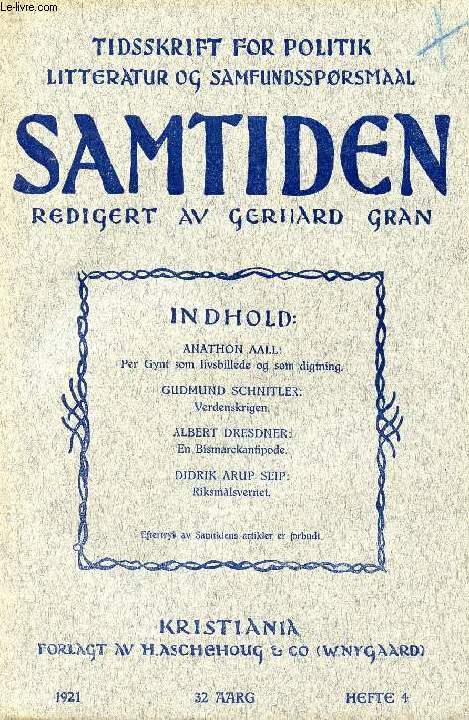 ©Le-livre.com
TIDSSKRIFT FOR POLITIK
LITTERATUR OG SAMFUNDSSPØRSMAAL
SAMTIDEN
REDIGERT AV GERHARD GRAN
INDHOLD:
ANATHON AALL:
Per Gynt som livsbillede og som digtning.
GUDMUND SCHNITLER:
Verdenskrigen.
ALBERT DRESDNER:
En Bismarckantipode.
DIDRIK ARUP SEIP:
Riksmålsvernet.
Eftertryk av Samtidens artikler er forbudt.
KRISTIANIA
FORLAGT AV H. ASCHEHOUG & CO (W. NYGAARD)
1921 32 AARG HEFTE 4